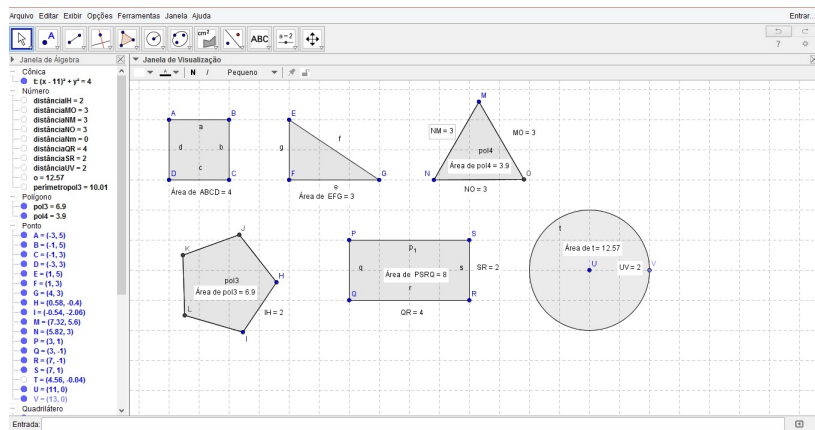 Arquivo Editar Exibir Opções Ferramentas Janela Ajuda
Entrar...
A
cm²
ABC
a=2
?
Janela de Álgebra
Janela de Visualização
N I Pequeno
Cônica
t: (x - 11)² + y² = 4
Número
distânciaIH = 2
distânciaMO = 3
distânciaNM = 3
distânciaNO = 3
distânciaNm = 0
distânciaQR = 4
distânciaSR = 2
distânciaUV = 2
o = 12.57
perímetropol3 = 10.01
Polígono
pol3 = 6.9
pol4 = 3.9
Ponto
A = (-3, 5)
B = (-1, 5)
C = (-1, 3)
D = (-3, 3)
E = (1, 5)
F = (1, 3)
G = (4, 3)
H = (0.58, -0.4)
I = (-0.54, -2.06)
M = (7.32, 5.6)
N = (5.82, 3)
P = (3, 1)
Q = (3, -1)
R = (7, -1)
S = (7, 1)
T = (4.56, -0.04)
U = (11, 0)
V = (13, 0)
Quadrilátero
Entrada:
A B
a
d b
c
D C
Área de ABCD = 4
E
f
g
F G
e
Área de EFG = 3
M
NM = 3
MO = 3
pol4
Área de pol4 = 3.9
N O
NO = 3
J
K
H
pol3
Área de pol3 = 6.9
L
IH = 2
I
P S
p₁
q s
Área de PSRQ = 8
SR = 2
r
Q R
QR = 4
t
Área de t = 12.57
U
UV = 2
V